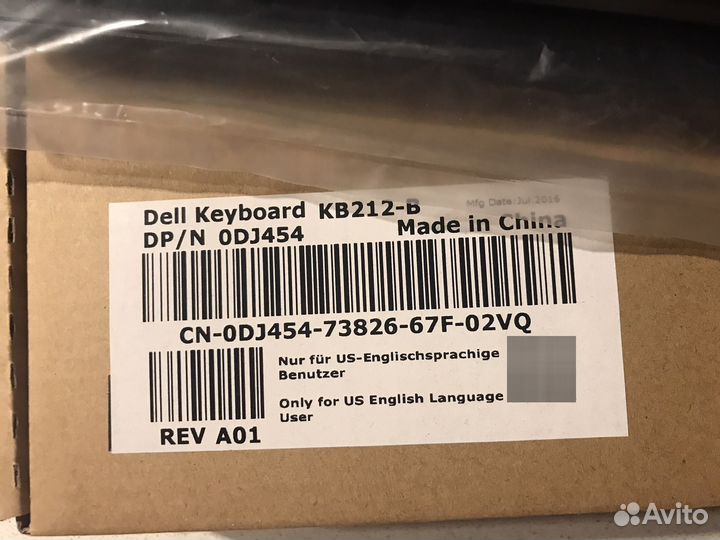 Dell Keyboard KB212-B
Mfg Date:Jul.2016
DP/N 0DJ454 Made in China
CN-0DJ454-73826-67F-02VQ
Nur für US-Englischsprachige
Benutzer
Only for US English Language
User
REV A01
Avito